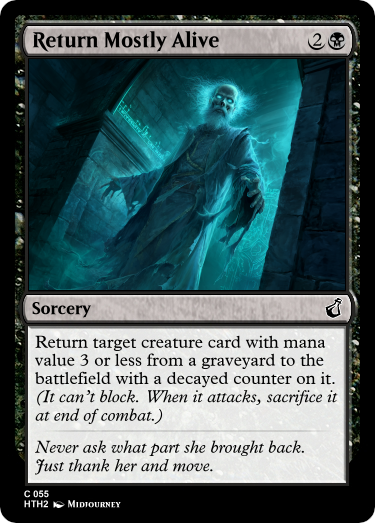 Return Mostly Alive 2
Sorcery
Return target creature card with mana
value 3 or less from a graveyard to the
battlefield with a decayed counter on it.
(It can't block. When it attacks, sacrifice it
at end of combat.)
Never ask what part she brought back.
Just thank her and move.
C 055
HTH2 Midjourney